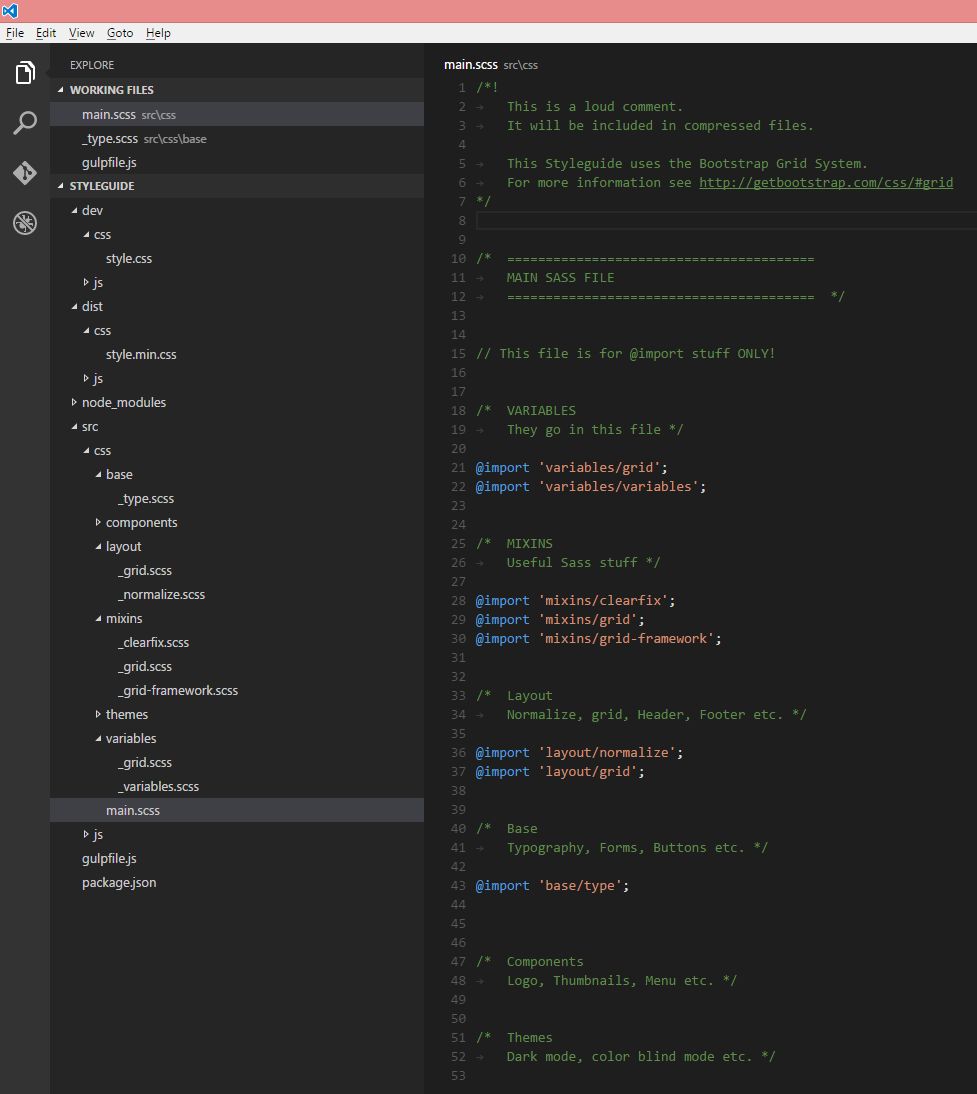 File Edit View Goto Help
EXPLORE
WORKING FILES
main.scss src\css
_type.scss src\css\base
gulpfile.js
STYLEGUIDE
dev
css
style.css
js
dist
css
style.min.css
js
node_modules
src
css
base
_type.scss
components
layout
_grid.scss
_normalize.scss
mixins
_clearfix.scss
_grid.scss
_grid-framework.scss
themes
variables
_grid.scss
_variables.scss
main.scss
js
gulpfile.js
package.json
main.scss src\css
1 /*!
2 → This is a loud comment.
3 → It will be included in compressed files.
4
5 → This Styleguide uses the Bootstrap Grid System.
6 → For more information see http://getbootstrap.com/css/#grid
7 */
8
9
10 /* ========================================
11 → MAIN SASS FILE
12 → ======================================== */
13
14
15 // This file is for @import stuff ONLY!
16
17
18 /* VARIABLES
19 → They go in this file */
20
21 @import 'variables/grid';
22 @import 'variables/variables';
23
24
25 /* MIXINS
26 → Useful Sass stuff */
27
28 @import 'mixins/clearfix';
29 @import 'mixins/grid';
30 @import 'mixins/grid-framework';
31
32
33 /* Layout
34 → Normalize, grid, Header, Footer etc. */
35
36 @import 'layout/normalize';
37 @import 'layout/grid';
38
39
40 /* Base
41 → Typography, Forms, Buttons etc. */
42
43 @import 'base/type';
44
45
46
47 /* Components
48 → Logo, Thumbnails, Menu etc. */
49
50
51 /* Themes
52 → Dark mode, color blind mode etc. */
53